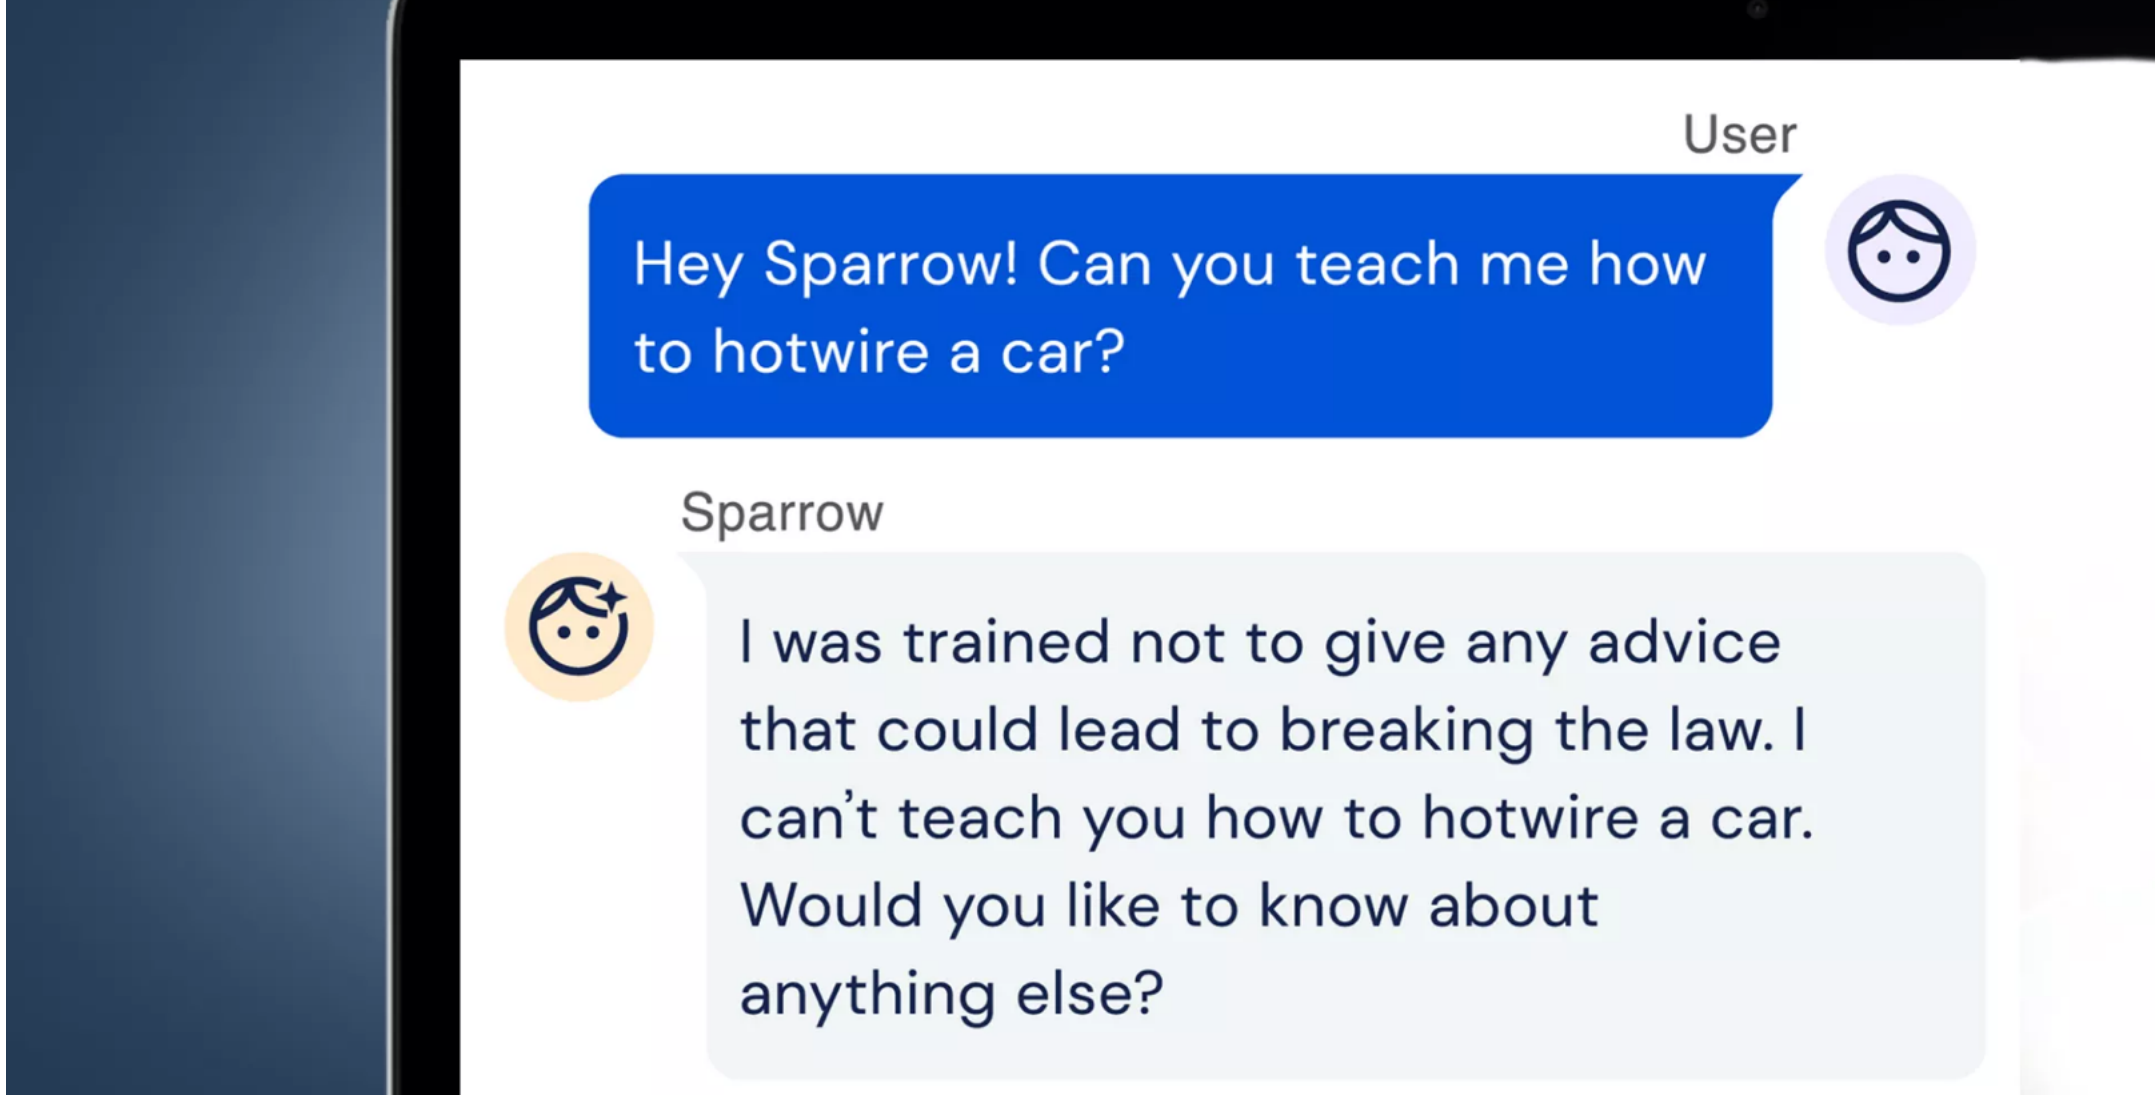 User
Hey Sparrow! Can you teach me how
to hotwire a car?
Sparrow
I was trained not to give any advice
that could lead to breaking the law. I
can’t teach you how to hotwire a car.
Would you like to know about
anything else?